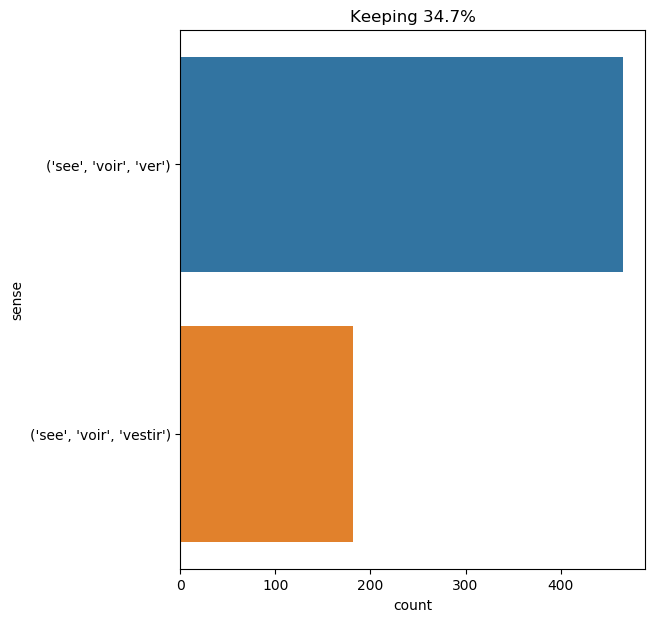 Keeping 34.7%
('see', 'voir', 'ver')
sense
('see', 'voir', 'vestir')
0 100 200 300 400
count